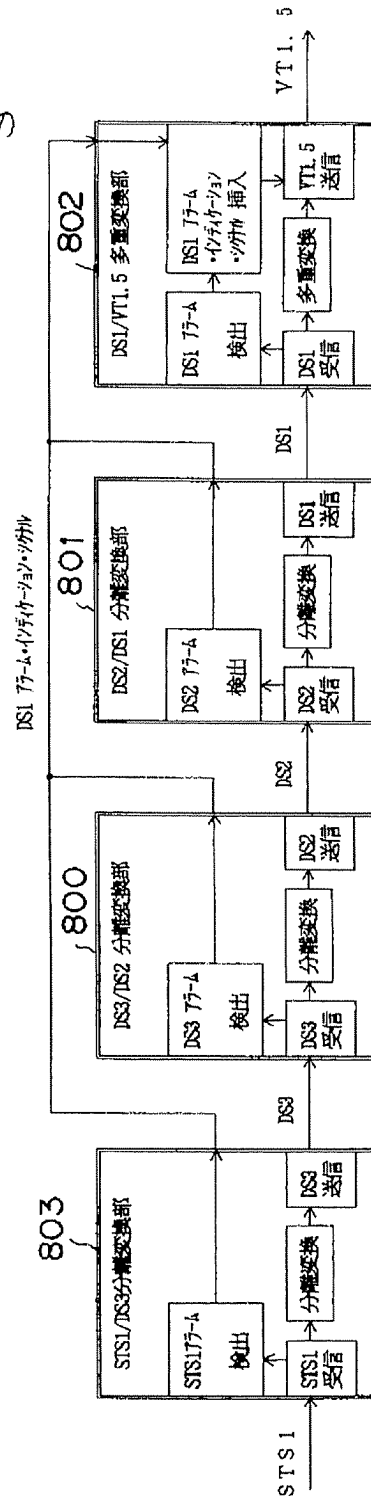 DS1 アラーム・インディケーション・シグナル
803
STS1/DS3分離変換部
STS1アラーム
検出
STS1
受信
分離変換
DS3
送信
STS1
DS3
800
DS3/DS2 分離変換部
DS3 アラーム
検出
DS3
受信
分離変換
DS2
送信
DS2
801
DS2/DS1 分離変換部
DS2 アラーム
検出
DS2
受信
分離変換
DS1
送信
DS1
802
DS1/VT1.5 多重変換部
DS1 アラーム
検出
DS1 アラーム
・インディケーション
・シグナル 挿入
DS1
受信
多重変換
VT1.5
送信
VT1.5